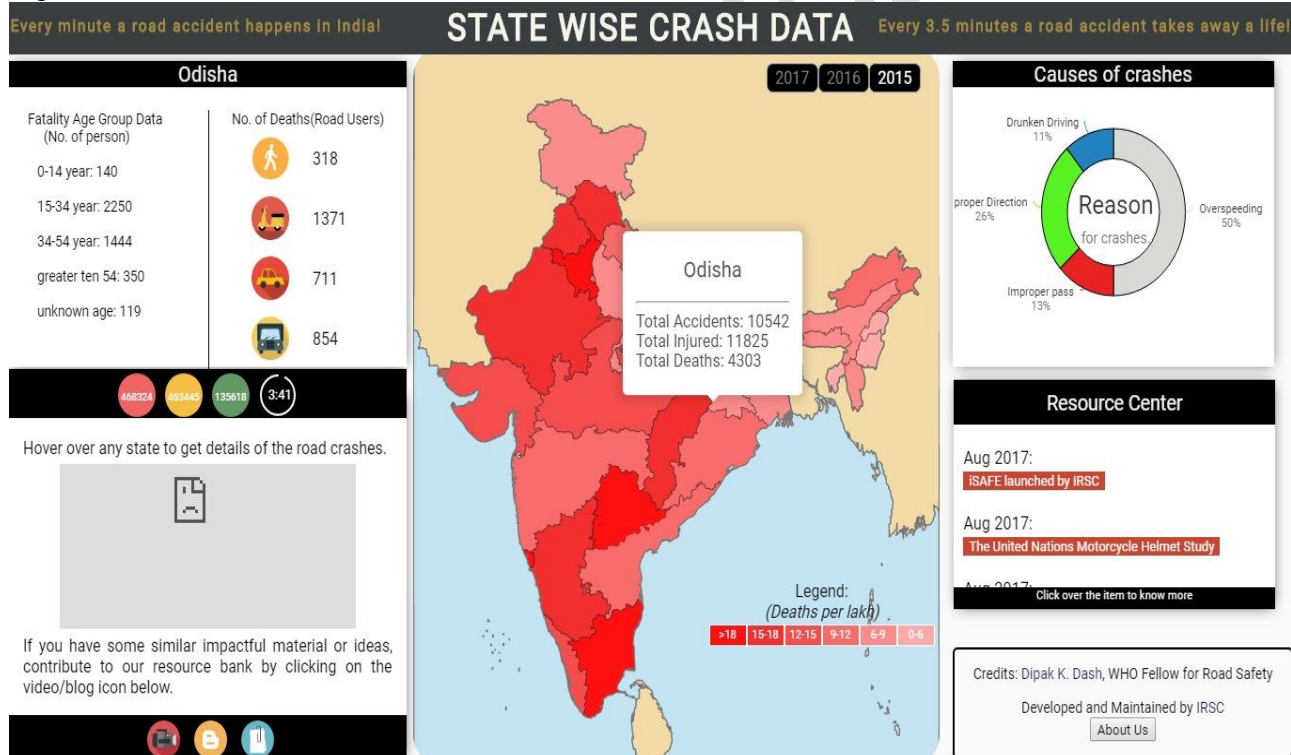 Every minute a road accident happens in India!
STATE WISE CRASH DATA
Every 3.5 minutes a road accident takes away a life!
Odisha
Fatality Age Group Data
(No. of person)
0-14 year: 140
15-34 year: 2250
34-54 year: 1444
greater ten 54: 350
unknown age: 119
No. of Deaths(Road Users)
318
1371
711
854
468324
463445
135618
3:41
Hover over any state to get details of the road crashes.
If you have some similar impactful material or ideas,
contribute to our resource bank by clicking on the
video/blog icon below.
2017
2016
2015
Odisha
Total Accidents: 10542
Total Injured: 11825
Total Deaths: 4303
Legend:
(Deaths per lakh)
>18
15-18
12-15
9-12
6-9
0-6
Causes of crashes
Drunken Driving
11%
proper Direction
26%
Reason
for crashes.
Overspeeding
50%
Improper pass
13%
Resource Center
Aug 2017:
iSAFE launched by IRSC
Aug 2017:
The United Nations Motorcycle Helmet Study
Aug 2017:
Click over the item to know more
Credits: Dipak K. Dash, WHO Fellow for Road Safety
Developed and Maintained by IRSC
About Us